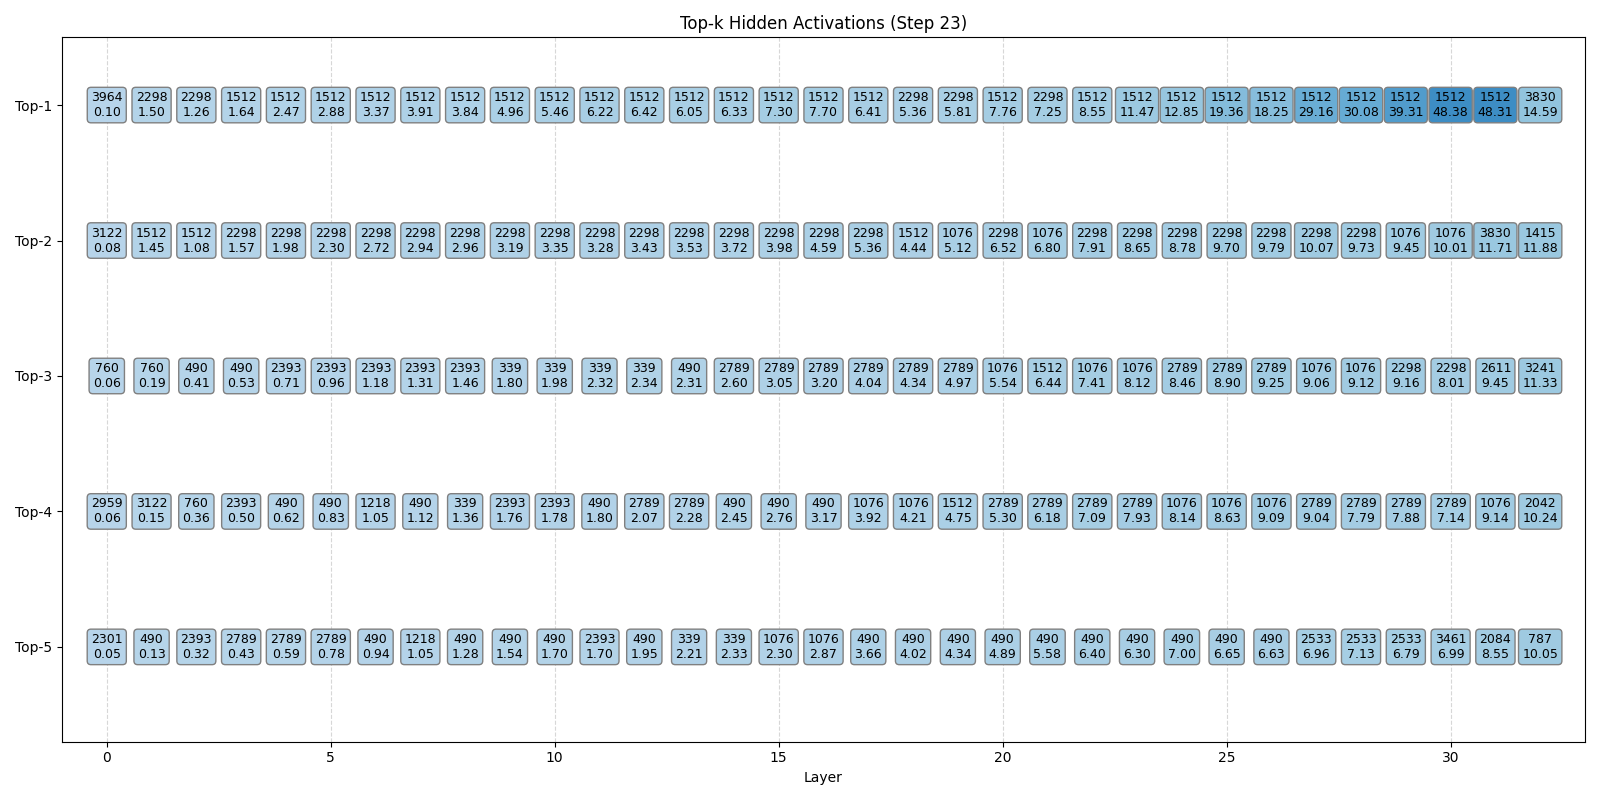 Top-k Hidden Activations (Step 23)
Top-1
3964 2298 2298 1512 1512 1512 1512 1512 1512 1512 1512 1512 1512 1512 1512 1512 1512 1512 2298 2298 1512 2298 1512 1512 1512 1512 1512 1512 1512 1512 1512 1512 3830
0.10 1.50 1.26 1.64 2.47 2.88 3.37 3.91 3.84 4.96 5.46 6.22 6.42 6.05 6.33 7.30 7.70 6.41 5.36 5.81 7.76 7.25 8.55 11.47 12.85 19.36 18.25 29.16 30.08 39.31 48.38 48.31 14.59
Top-2
3122 1512 1512 2298 2298 2298 2298 2298 2298 2298 2298 2298 2298 2298 2298 2298 2298 2298 1512 1076 2298 1076 2298 2298 2298 2298 2298 2298 2298 1076 1076 3830 1415
0.08 1.45 1.08 1.57 1.98 2.30 2.72 2.94 2.96 3.19 3.35 3.28 3.43 3.53 3.72 3.98 4.59 5.36 4.44 5.12 6.52 6.80 7.91 8.65 8.78 9.70 9.79 10.07 9.73 9.45 10.01 11.71 11.88
Top-3
760 760 490 490 2393 2393 2393 2393 2393 339 339 339 339 490 2789 2789 2789 2789 2789 2789 1076 1512 1076 1076 2789 2789 2789 1076 1076 2298 2298 2611 3241
0.06 0.19 0.41 0.53 0.71 0.96 1.18 1.31 1.46 1.80 1.98 2.32 2.34 2.31 2.60 3.05 3.20 4.04 4.34 4.97 5.54 6.44 7.41 8.12 8.46 8.90 9.25 9.06 9.12 9.16 8.01 9.45 11.33
Top-4
2959 3122 760 2393 490 490 1218 490 339 2393 2393 490 2789 2789 490 490 490 1076 1076 1512 2789 2789 2789 2789 1076 1076 1076 2789 2789 2789 2789 1076 2042
0.06 0.15 0.36 0.50 0.62 0.83 1.05 1.12 1.36 1.76 1.78 1.80 2.07 2.28 2.45 2.76 3.17 3.92 4.21 4.75 5.30 6.18 7.09 7.93 8.14 8.63 9.09 9.04 7.79 7.88 7.14 9.14 10.24
Top-5
2301 490 2393 2789 2789 2789 490 1218 490 490 490 2393 490 339 339 1076 1076 490 490 490 490 490 490 490 490 490 490 2533 2533 2533 3461 2084 787
0.05 0.13 0.32 0.43 0.59 0.78 0.94 1.05 1.28 1.54 1.70 1.70 1.95 2.21 2.33 2.30 2.87 3.66 4.02 4.34 4.89 5.58 6.40 6.30 7.00 6.65 6.63 6.96 7.13 6.79 6.99 8.55 10.05
0 5 10 15 20 25 30
Layer